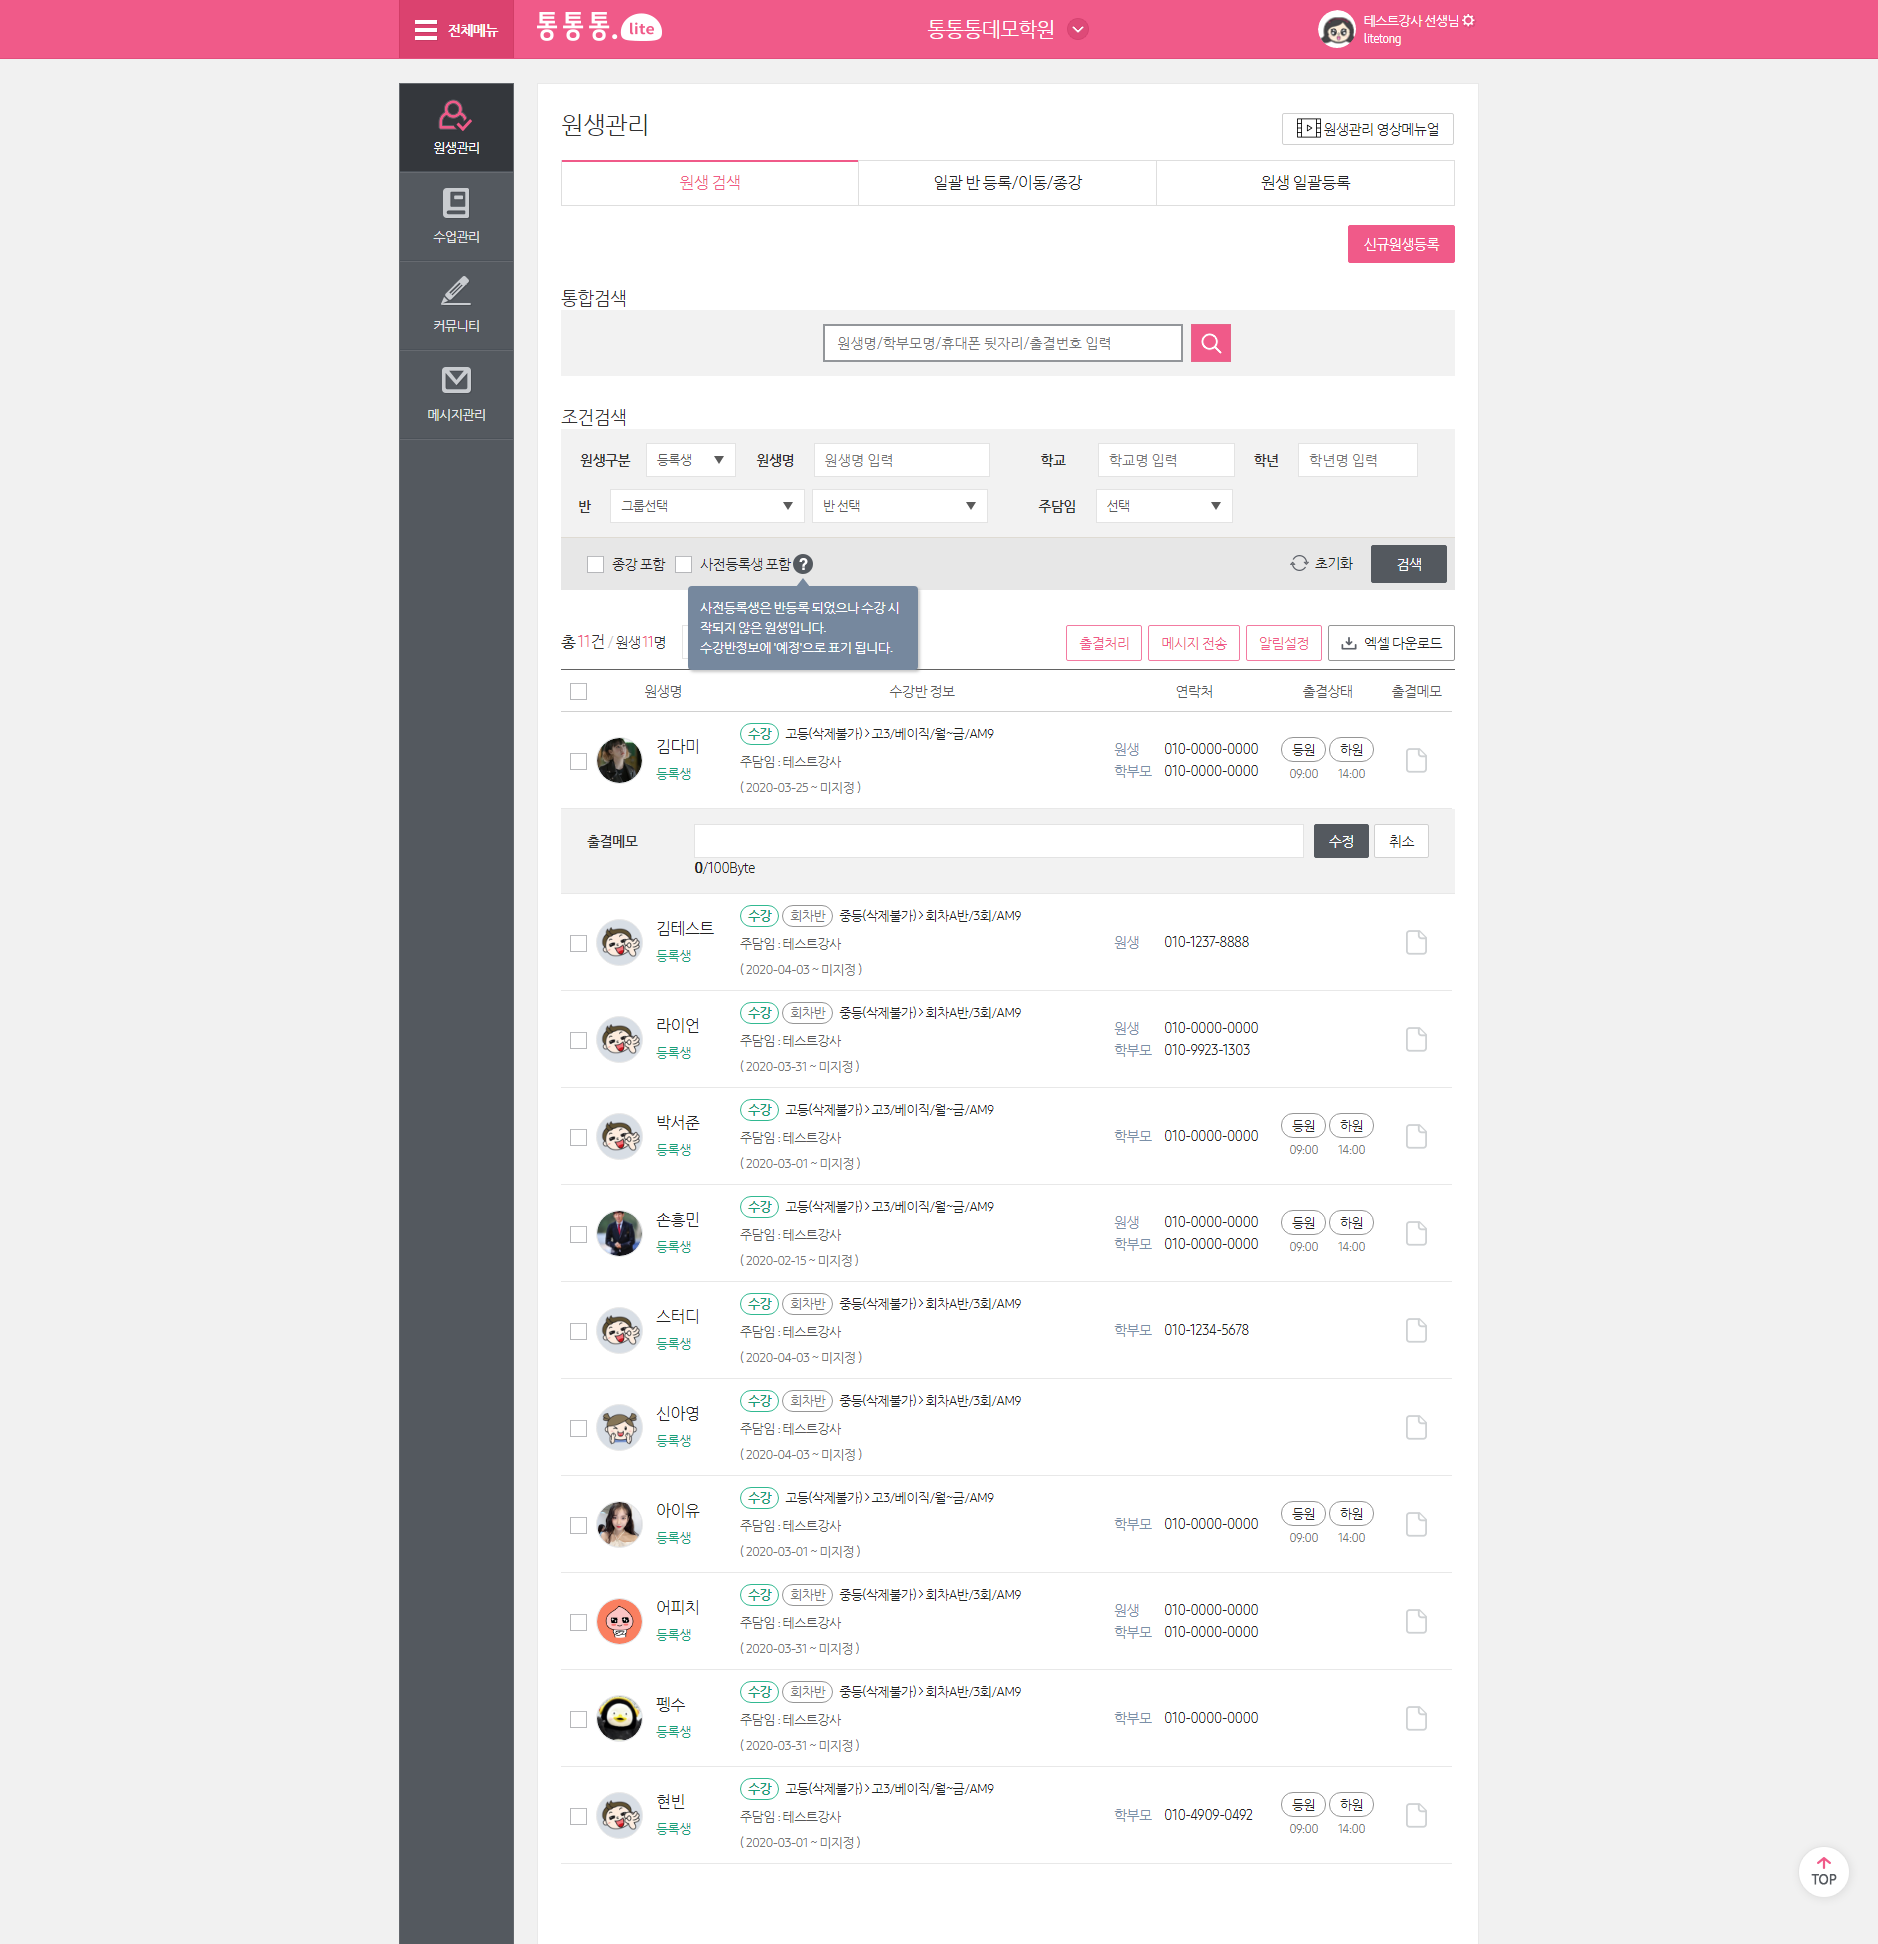 전체메뉴
통통통.lite
통통통데모학원
테스트강사 선생님
litetong
원생관리
수업관리
커뮤니티
메시지관리
원생관리
원생관리 영상메뉴얼
원생 검색
일괄 반 등록/이동/종강
원생 일괄등록
신규원생등록
통합검색
원생명/학부모명/휴대폰 뒷자리/출결번호 입력
조건검색
원생구분 등록생 ▼ 원생명 원생명 입력 학교 학교명 입력 학년 학년명 입력
반 그룹선택 ▼ 반 선택 ▼ 주담임 선택 ▼
종강 포함 사전등록생 포함 ? 초기화 검색
사전등록생은 반등록 되었으나 수강 시
작되지 않은 원생입니다.
수강반정보에 '예정'으로 표기 됩니다.
총 11건 / 원생 11명
출결처리 메시지 전송 알림설정 엑셀 다운로드
원생명 수강반 정보 연락처 출결상태 출결메모
김다미
등록생
수강 고등(삭제불가) > 고3/베이직/월~금/AM9
주담임 : 테스트강사
( 2020-03-25 ~ 미지정 )
원생 010-0000-0000
학부모 010-0000-0000
등원 하원
09:00 14:00
출결메모
수정 취소
0/100Byte
김테스트
등록생
수강 회차반 중등(삭제불가) > 회차A반/3회/AM9
주담임 : 테스트강사
( 2020-04-03 ~ 미지정 )
원생 010-1237-8888
라이언
등록생
수강 회차반 중등(삭제불가) > 회차A반/3회/AM9
주담임 : 테스트강사
( 2020-03-31 ~ 미지정 )
원생 010-0000-0000
학부모 010-9923-1303
박서준
등록생
수강 고등(삭제불가) > 고3/베이직/월~금/AM9
주담임 : 테스트강사
( 2020-03-01 ~ 미지정 )
학부모 010-0000-0000
등원 하원
09:00 14:00
손흥민
등록생
수강 고등(삭제불가) > 고3/베이직/월~금/AM9
주담임 : 테스트강사
( 2020-02-15 ~ 미지정 )
원생 010-0000-0000
학부모 010-0000-0000
등원 하원
09:00 14:00
스터디
등록생
수강 회차반 중등(삭제불가) > 회차A반/3회/AM9
주담임 : 테스트강사
( 2020-04-03 ~ 미지정 )
학부모 010-1234-5678
신아영
등록생
수강 회차반 중등(삭제불가) > 회차A반/3회/AM9
주담임 : 테스트강사
( 2020-04-03 ~ 미지정 )
아이유
등록생
수강 고등(삭제불가) > 고3/베이직/월~금/AM9
주담임 : 테스트강사
( 2020-03-01 ~ 미지정 )
학부모 010-0000-0000
등원 하원
09:00 14:00
어피치
등록생
수강 회차반 중등(삭제불가) > 회차A반/3회/AM9
주담임 : 테스트강사
( 2020-03-31 ~ 미지정 )
원생 010-0000-0000
학부모 010-0000-0000
펭수
등록생
수강 회차반 중등(삭제불가) > 회차A반/3회/AM9
주담임 : 테스트강사
( 2020-03-31 ~ 미지정 )
학부모 010-0000-0000
현빈
등록생
수강 고등(삭제불가) > 고3/베이직/월~금/AM9
주담임 : 테스트강사
( 2020-03-01 ~ 미지정 )
학부모 010-4909-0492
등원 하원
09:00 14:00
TOP